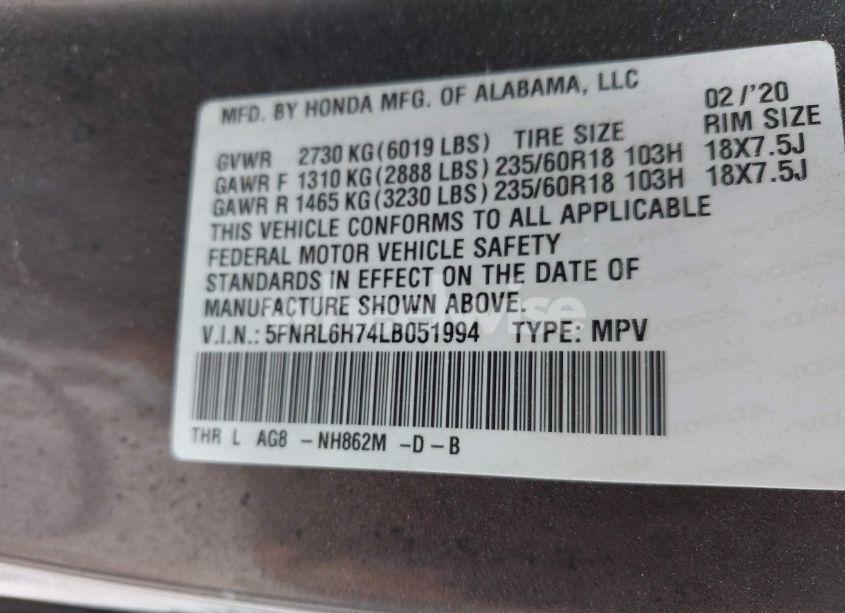 MFD. BY HONDA MFG. OF ALABAMA, LLC 02/'20
GVWR 2730 KG(6019 LBS) TIRE SIZE RIM SIZE
GAWR F 1310 KG(2888 LBS) 235/60R18 103H 18X7.5J
GAWR R 1465 KG(3230 LBS) 235/60R18 103H 18X7.5J
THIS VEHICLE CONFORMS TO ALL APPLICABLE
FEDERAL MOTOR VEHICLE SAFETY
STANDARDS IN EFFECT ON THE DATE OF
MANUFACTURE SHOWN ABOVE.
V.I.N.: 5FNRL6H74LB051994 TYPE: MPV
THR L AG8 -NH862M -D-B